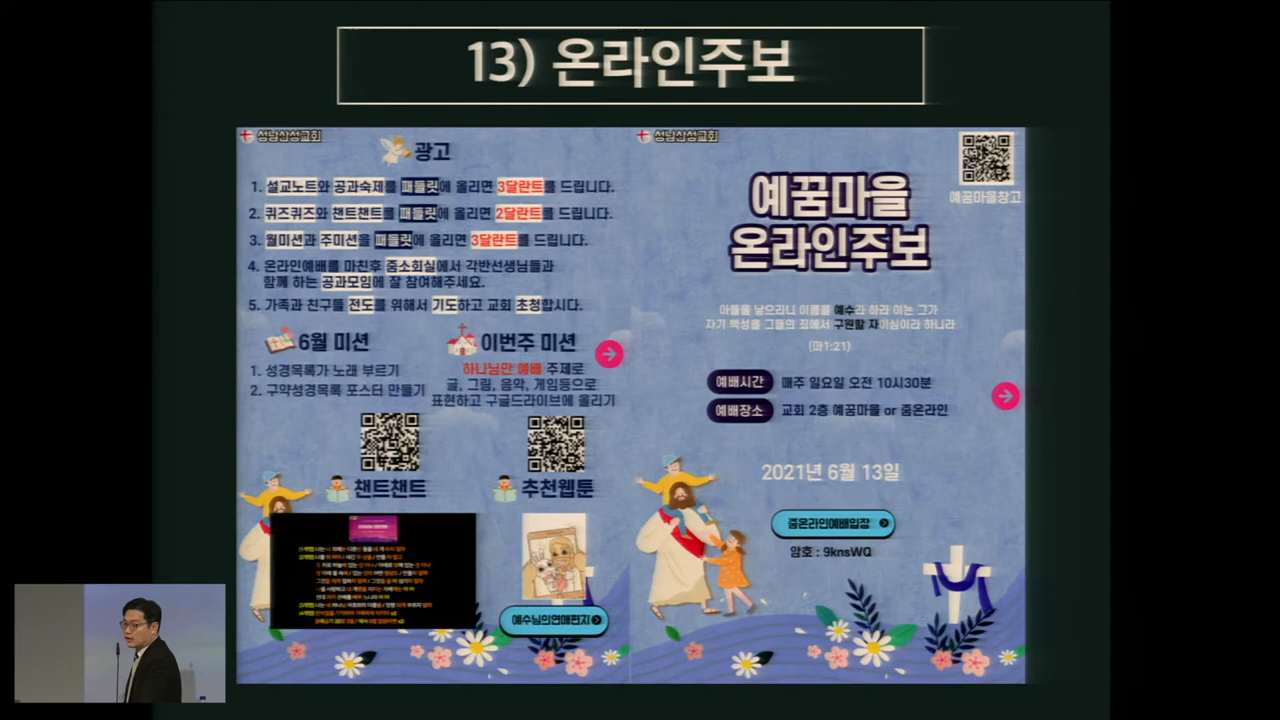 13) 온라인주보
성남산성교회
광고
1. 설교노트와 공과숙제를 패들릿에 올리면 3달란트를 드립니다.
2. 퀴즈퀴즈와 챈트챈트를 패들릿에 올리면 2달란트를 드립니다.
3. 월미션과 주미션을 패들릿에 올리면 3달란트를 드립니다.
4. 온라인예배를 마친후 줌소회실에서 각반선생님들과
함께 하는 공과모임에 잘 참여해주세요.
5. 가족과 친구들 전도를 위해서 기도하고 교회 초청합시다.
6월 미션
1. 성경목록가 노래 부르기
2. 구약성경목록 포스터 만들기
이번주 미션
하나님만 예배 주제로
글, 그림, 음악, 게임등으로
표현하고 구글드라이브에 올리기
챈트챈트
추천웹툰
예수님의연애편지
성남산성교회
예꿈마을창고
예꿈마을
온라인주보
아들을 낳으리니 이름을 예수라 하라 이는 그가
자기 백성을 그들의 죄에서 구원할 자이심이라 하니라
(마1:21)
예배시간 매주 일요일 오전 10시30분
예배장소 교회 2층 예꿈마을 or 줌온라인
2021년 6월 13일
줌온라인예배입장
암호 : 9knsWQ